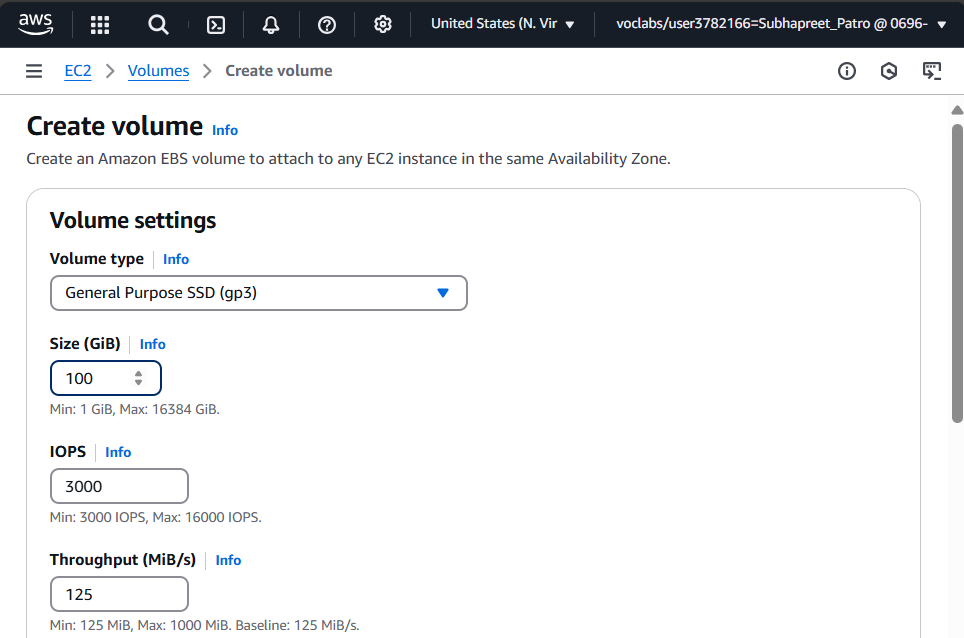 aws
United States (N. Vir
voclabs/user3782166=Subhapreet_Patro @ 0696-
EC2 > Volumes > Create volume
Create volume Info
Create an Amazon EBS volume to attach to any EC2 instance in the same Availability Zone.
Volume settings
Volume type Info
General Purpose SSD (gp3)
Size (GiB) Info
100
Min: 1 GiB, Max: 16384 GiB.
IOPS Info
3000
Min: 3000 IOPS, Max: 16000 IOPS.
Throughput (MiB/s) Info
125
Min: 125 MiB, Max: 1000 MiB. Baseline: 125 MiB/s.